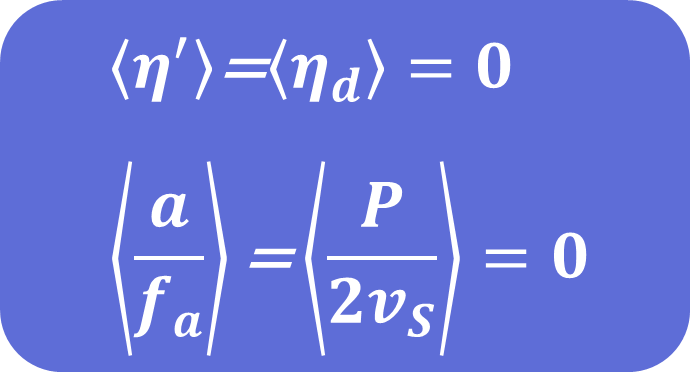 ⟨η′⟩=⟨η_d⟩ = 0
⟨a/f_a⟩ = ⟨P/2v_S⟩ = 0